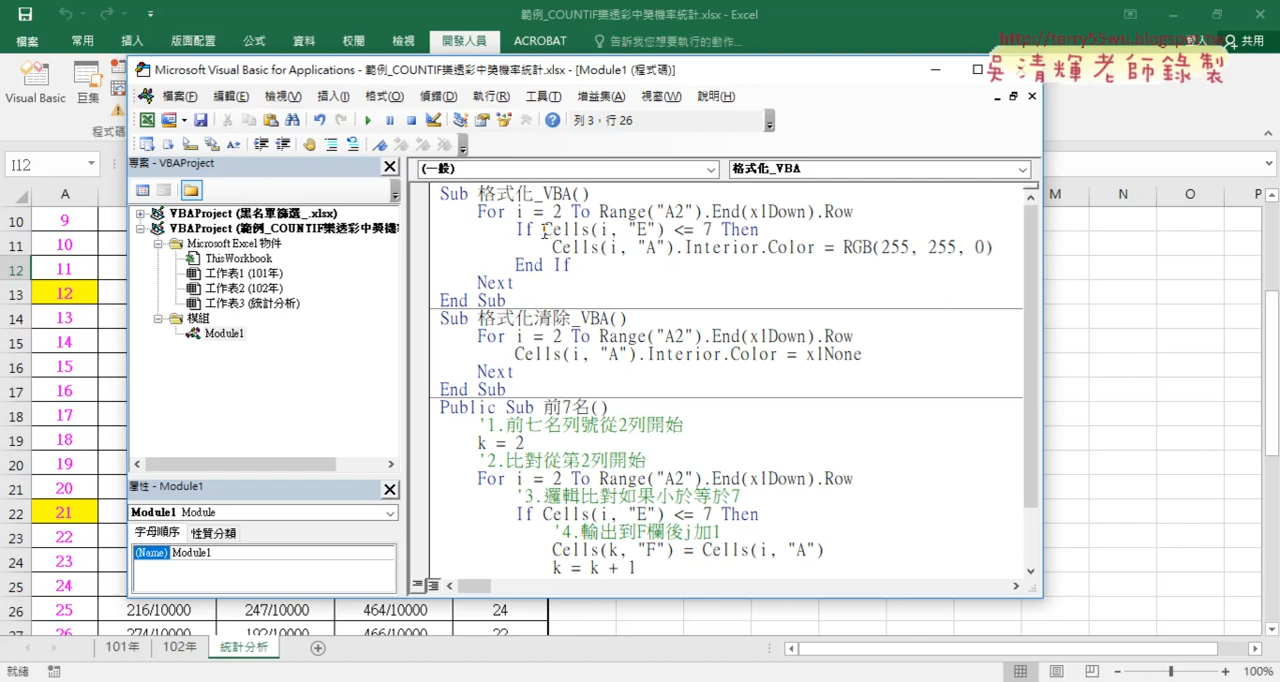 範例_COUNTIF樂透彩中獎機率統計.xlsx - Excel
檔案 常用 插入 版面配置 公式 資料 校閱 檢視 開發人員 ACROBAT 告訴我您想要執行的動作... 登入 共用
http://terry55wu.blogspot.tw
吳清輝老師錄製
Visual Basic 巨集
程式碼
Microsoft Visual Basic for Applications - 範例_COUNTIF樂透彩中獎機率統計.xlsx - [Module1 (程式碼)]
檔案(F) 編輯(E) 檢視(V) 插入(I) 格式(O) 偵錯(D) 執行(R) 工具(T) 增益集(A) 視窗(W) 說明(H)
列 3，行 26
專案 - VBAProject
VBAProject (黑名單篩選_.xlsx)
VBAProject (範例_COUNTIF樂透彩中獎機
Microsoft Excel 物件
ThisWorkbook
工作表1 (101年)
工作表2 (102年)
工作表3 (統計分析)
模組
Module1
屬性 - Module1
Module1 Module
字母順序 性質分類
(Name) Module1
(一般) 格式化_VBA
Sub 格式化_VBA()
For i = 2 To Range("A2").End(xlDown).Row
If Cells(i, "E") <= 7 Then
Cells(i, "A").Interior.Color = RGB(255, 255, 0)
End If
Next
End Sub
Sub 格式化清除_VBA()
For i = 2 To Range("A2").End(xlDown).Row
Cells(i, "A").Interior.Color = xlNone
Next
End Sub
Public Sub 前7名()
'1.前七名列號從2列開始
k = 2
'2.比對從第2列開始
For i = 2 To Range("A2").End(xlDown).Row
'3.邏輯比對如果小於等於7
If Cells(i, "E") <= 7 Then
'4.輸出到F欄後j加1
Cells(k, "F") = Cells(i, "A")
k = k + 1
I12
A M N O P
10 9
11 10
12 11
13 12
14 13
15 14
16 15
17 16
18 17
19 18
20 19
21 20
22 21
23 22
24 23
25 24
26 25 216/10000 247/10000 464/10000 24
27 26 274/10000 192/10000 466/10000 22
101年 102年 統計分析
就緒 100%